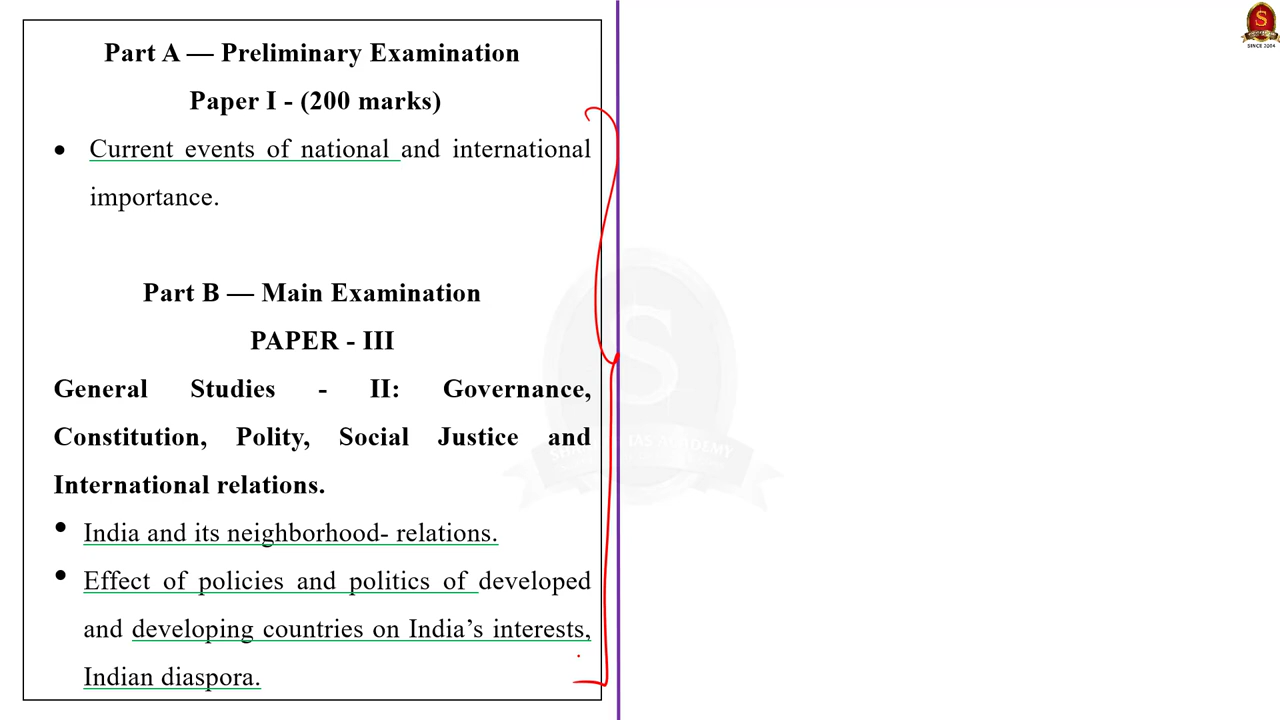 Part A — Preliminary Examination
Paper I - (200 marks)
• Current events of national and international
importance.
Part B — Main Examination
PAPER - III
General Studies - II: Governance,
Constitution, Polity, Social Justice and
International relations.
• India and its neighborhood- relations.
• Effect of policies and politics of developed
and developing countries on India’s interests,
Indian diaspora.
S
SINCE 2004